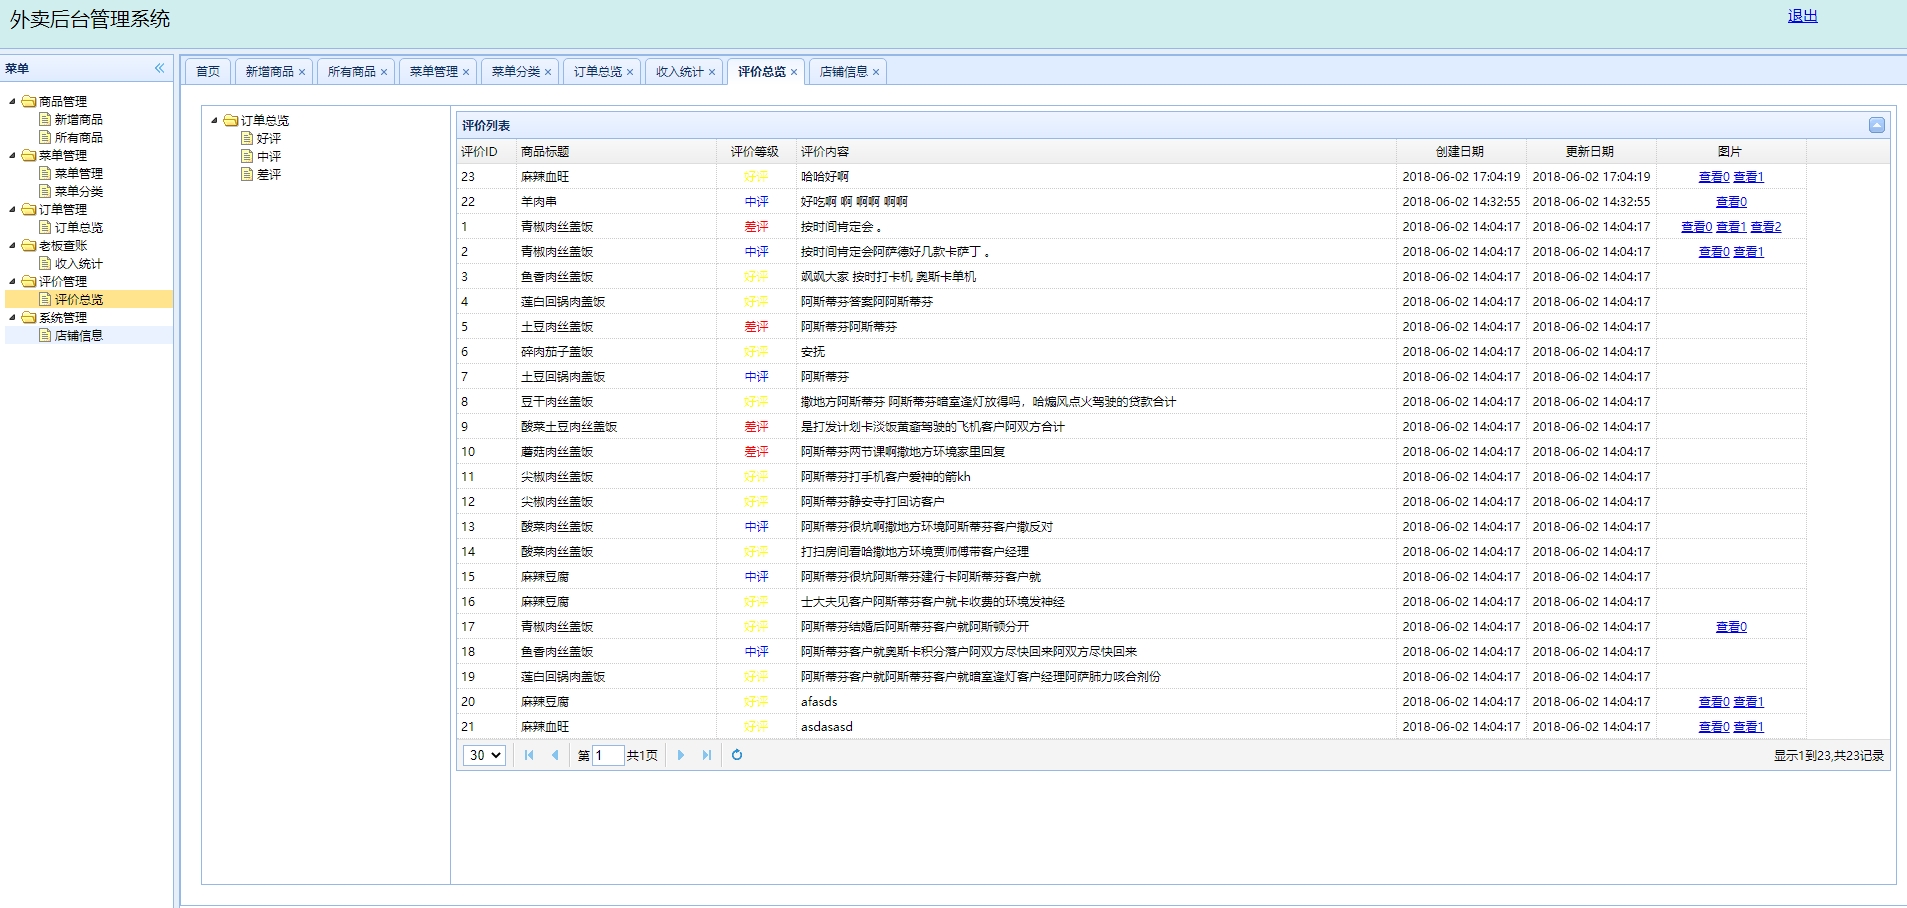 外卖后台管理系统
退出
菜单
商品管理
新增商品
所有商品
菜单管理
菜单管理
菜单分类
订单管理
订单总览
老板查账
收入统计
评价管理
评价总览
系统管理
店铺信息
首页 新增商品 所有商品 菜单管理 菜单分类 订单总览 收入统计 评价总览 店铺信息
订单总览
好评
中评
差评
评价列表
评价ID 商品标题 评价等级 评价内容 创建日期 更新日期 图片
23 麻辣血旺 好评 哈哈好啊 2018-06-02 17:04:19 2018-06-02 17:04:19 查看0 查看1
22 羊肉串 中评 好吃啊 啊 啊啊 啊啊 2018-06-02 14:32:55 2018-06-02 14:32:55 查看0
1 青椒肉丝盖饭 差评 按时间肯定会 。 2018-06-02 14:04:17 2018-06-02 14:04:17 查看0 查看1 查看2
2 青椒肉丝盖饭 中评 按时间肯定会阿萨德好几款卡萨丁 。 2018-06-02 14:04:17 2018-06-02 14:04:17 查看0 查看1
3 鱼香肉丝盖饭 好评 飒飒大家 按时打卡机 奥斯卡单机 2018-06-02 14:04:17 2018-06-02 14:04:17
4 莲白回锅肉盖饭 好评 阿斯蒂芬答案阿阿斯蒂芬 2018-06-02 14:04:17 2018-06-02 14:04:17
5 土豆肉丝盖饭 差评 阿斯蒂芬阿斯蒂芬 2018-06-02 14:04:17 2018-06-02 14:04:17
6 碎肉茄子盖饭 好评 安抚 2018-06-02 14:04:17 2018-06-02 14:04:17
7 土豆回锅肉盖饭 中评 阿斯蒂芬 2018-06-02 14:04:17 2018-06-02 14:04:17
8 豆干肉丝盖饭 好评 撒地方阿斯蒂芬 阿斯蒂芬暗室逢灯放得吗，哈煽风点火驾驶的贷款合计 2018-06-02 14:04:17 2018-06-02 14:04:17
9 酸菜土豆肉丝盖饭 差评 是打发计划卡淡饭黄齑驾驶的飞机客户阿双方合计 2018-06-02 14:04:17 2018-06-02 14:04:17
10 蘑菇肉丝盖饭 差评 阿斯蒂芬两节课啊撒地方环境家里回复 2018-06-02 14:04:17 2018-06-02 14:04:17
11 尖椒肉丝盖饭 好评 阿斯蒂芬打手机客户爱神的箭kh 2018-06-02 14:04:17 2018-06-02 14:04:17
12 尖椒肉丝盖饭 好评 阿斯蒂芬静安寺打回访客户 2018-06-02 14:04:17 2018-06-02 14:04:17
13 酸菜肉丝盖饭 中评 阿斯蒂芬很坑啊撒地方环境阿斯蒂芬客户撒反对 2018-06-02 14:04:17 2018-06-02 14:04:17
14 酸菜肉丝盖饭 好评 打扫房间看哈撒地方环境贾师傅带客户经理 2018-06-02 14:04:17 2018-06-02 14:04:17
15 麻辣豆腐 中评 阿斯蒂芬很坑阿斯蒂芬建行卡阿斯蒂芬客户就 2018-06-02 14:04:17 2018-06-02 14:04:17
16 麻辣豆腐 好评 士大夫见客户阿斯蒂芬客户就卡收费的环境发神经 2018-06-02 14:04:17 2018-06-02 14:04:17
17 青椒肉丝盖饭 好评 阿斯蒂芬结婚后阿斯蒂芬客户就阿斯顿分开 2018-06-02 14:04:17 2018-06-02 14:04:17 查看0
18 鱼香肉丝盖饭 中评 阿斯蒂芬客户就奥斯卡积分落户阿双方尽快回来阿双方尽快回来 2018-06-02 14:04:17 2018-06-02 14:04:17
19 莲白回锅肉盖饭 好评 阿斯蒂芬客户就阿斯蒂芬客户就暗室逢灯客户经理阿萨肺力咳合剂份 2018-06-02 14:04:17 2018-06-02 14:04:17
20 麻辣豆腐 好评 afasds 2018-06-02 14:04:17 2018-06-02 14:04:17 查看0 查看1
21 麻辣血旺 好评 asdasasd 2018-06-02 14:04:17 2018-06-02 14:04:17 查看0 查看1
30 第 1 共1页 显示1到23,共23记录